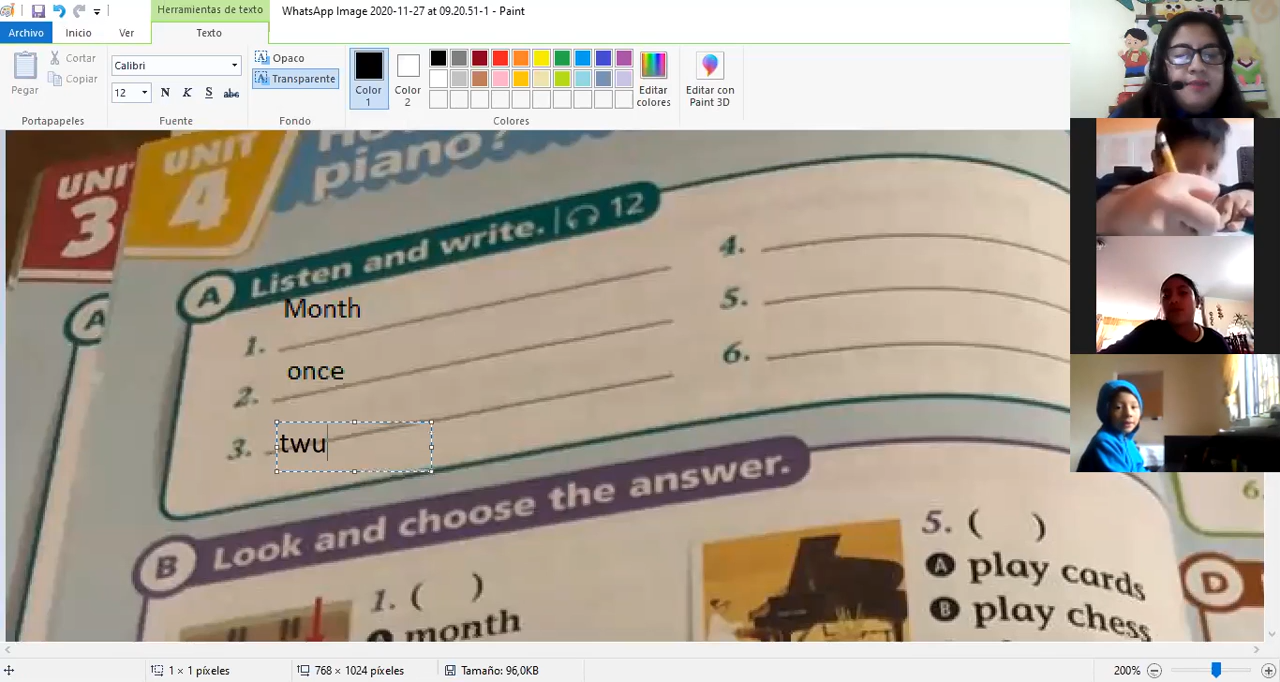 Herramientas de texto
WhatsApp Image 2020-11-27 at 09.20.51-1 - Paint
Archivo
Inicio
Ver
Texto
Pegar
Cortar
Copiar
Portapapeles
Calibri
12
N K S abc
Fuente
Opaco
Transparente
Fondo
Color 1
Color 2
Editar colores
Colores
Editar con Paint 3D
UNI
3
UNIT
4
piano?
A
A Listen and write. | 12
1. Month
2. once
3. twu
4.
5.
6.
B Look and choose the answer.
1. ( )
month
5. ( )
A play cards
B play chess
6.
D
1 × 1 píxeles
768 × 1024 píxeles
Tamaño: 96,0KB
200%